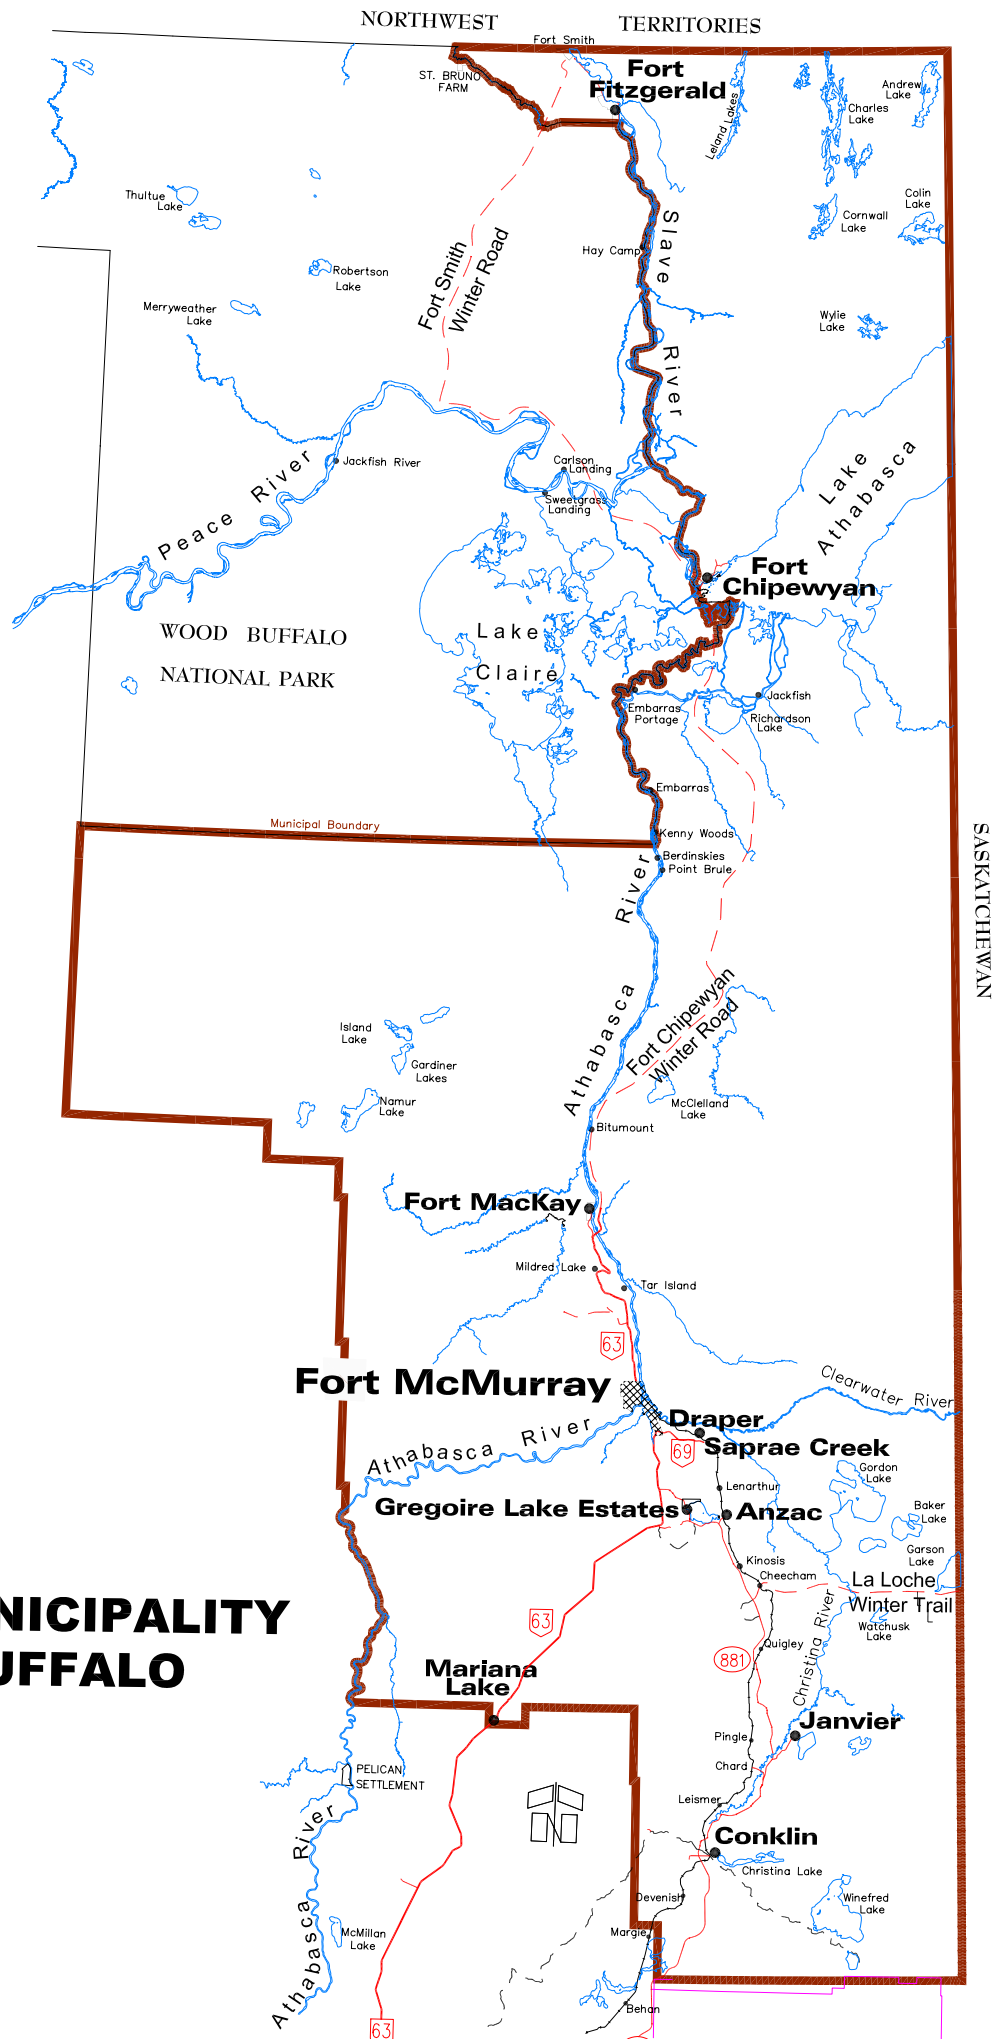 NORTHWEST TERRITORIES
Fort Smith
ST. BRUNO
FARM
Fort
Fitzgerald
Leland Lakes
Charles
Lake
Andrew
Lake
Thultue
Lake
Colin
Lake
Cornwall
Lake
Slave River
Hay Camp
Robertson
Lake
Fort Smith
Winter Road
Merryweather
Lake
Wylie
Lake
Jackfish River
Peace River
Carlson
Landing
Sweetgrass
Landing
Lake
Athabasca
Fort
Chipewyan
WOOD BUFFALO
NATIONAL PARK
Lake
Claire
Jackfish
Embarras
Portage
Richardson
Lake
Embarras
Municipal Boundary
Kenny Woods
Berdinskies
Point Brule
SASKATCHEWAN
Athabasca River
Fort Chipewyan
Winter Road
Island
Lake
Gardiner
Lakes
Namur
Lake
McClelland
Lake
Bitumount
Fort MacKay
Mildred Lake
Tar Island
63
Fort McMurray
Clearwater River
Draper
Saprae Creek
69
Athabasca River
Gordon
Lake
Lenarthur
Gregoire Lake Estates
Anzac
Baker
Lake
Garson
Lake
Kinosis
Cheecham
La Loche
Winter Trail
Watchusk
Lake
NICIPALITY
UFFALO
63
Quigley
881
Christina River
Mariana
Lake
Janvier
Pingle
Chard
PELICAN
SETTLEMENT
Leismer
Athabasca River
Conklin
Christina Lake
Devenish
Winefred
Lake
Margie
McMillan
Lake
Behan
63